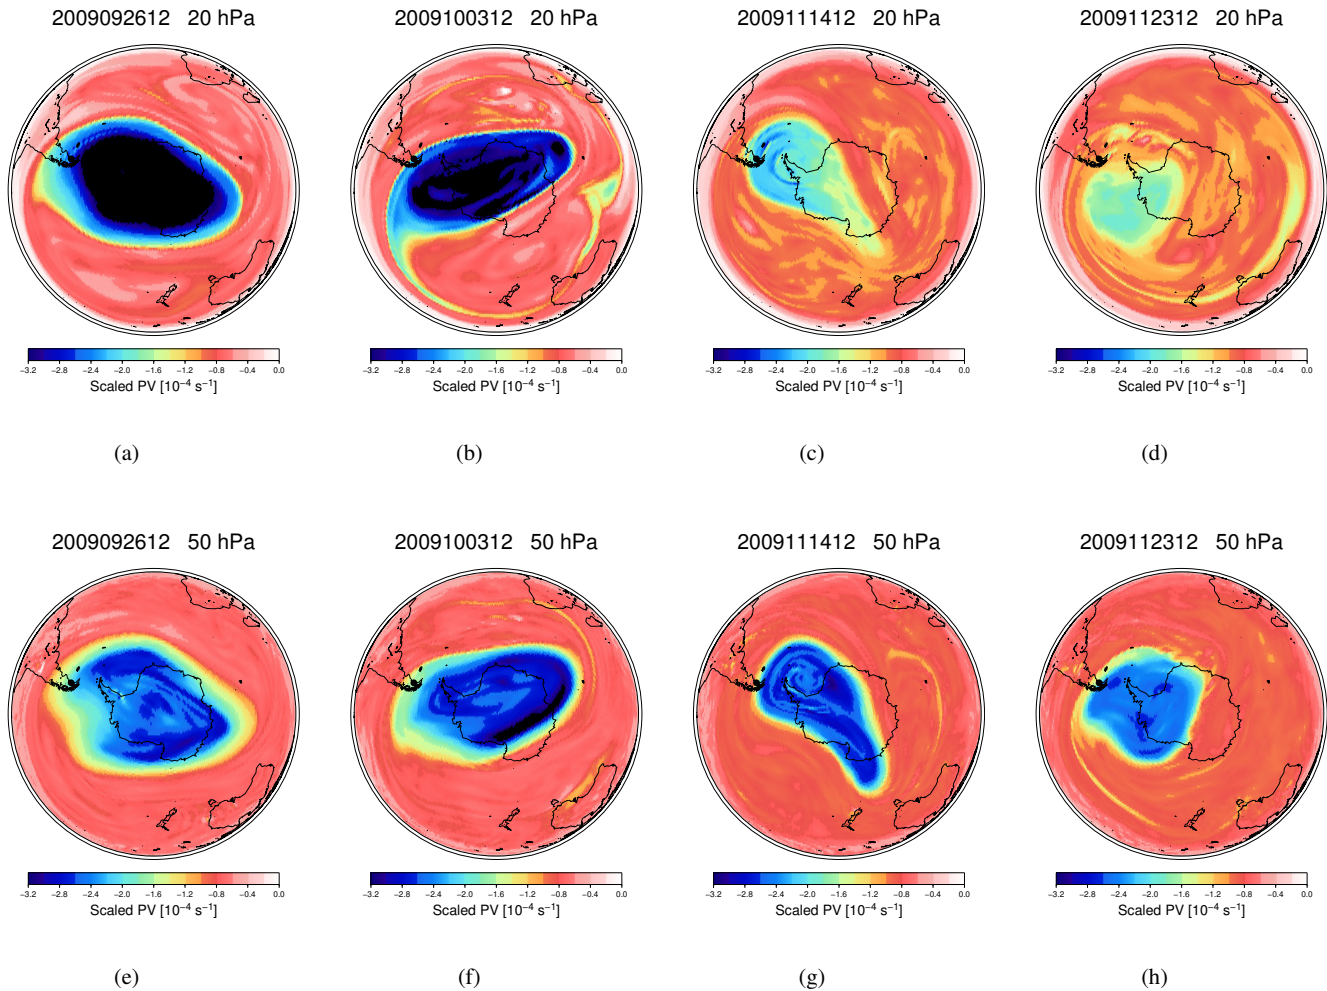 2009092612 20 hPa
2009100312 20 hPa
2009111412 20 hPa
2009112312 20 hPa
−3.2 −2.8 −2.4 −2.0 −1.6 −1.2 −0.8 −0.4 0.0
Scaled PV [10⁻⁴ s⁻¹]
−3.2 −2.8 −2.4 −2.0 −1.6 −1.2 −0.8 −0.4 0.0
Scaled PV [10⁻⁴ s⁻¹]
−3.2 −2.8 −2.4 −2.0 −1.6 −1.2 −0.8 −0.4 0.0
Scaled PV [10⁻⁴ s⁻¹]
−3.2 −2.8 −2.4 −2.0 −1.6 −1.2 −0.8 −0.4 0.0
Scaled PV [10⁻⁴ s⁻¹]
(a)
(b)
(c)
(d)
2009092612 50 hPa
2009100312 50 hPa
2009111412 50 hPa
2009112312 50 hPa
−3.2 −2.8 −2.4 −2.0 −1.6 −1.2 −0.8 −0.4 0.0
Scaled PV [10⁻⁴ s⁻¹]
−3.2 −2.8 −2.4 −2.0 −1.6 −1.2 −0.8 −0.4 0.0
Scaled PV [10⁻⁴ s⁻¹]
−3.2 −2.8 −2.4 −2.0 −1.6 −1.2 −0.8 −0.4 0.0
Scaled PV [10⁻⁴ s⁻¹]
−3.2 −2.8 −2.4 −2.0 −1.6 −1.2 −0.8 −0.4 0.0
Scaled PV [10⁻⁴ s⁻¹]
(e)
(f)
(g)
(h)